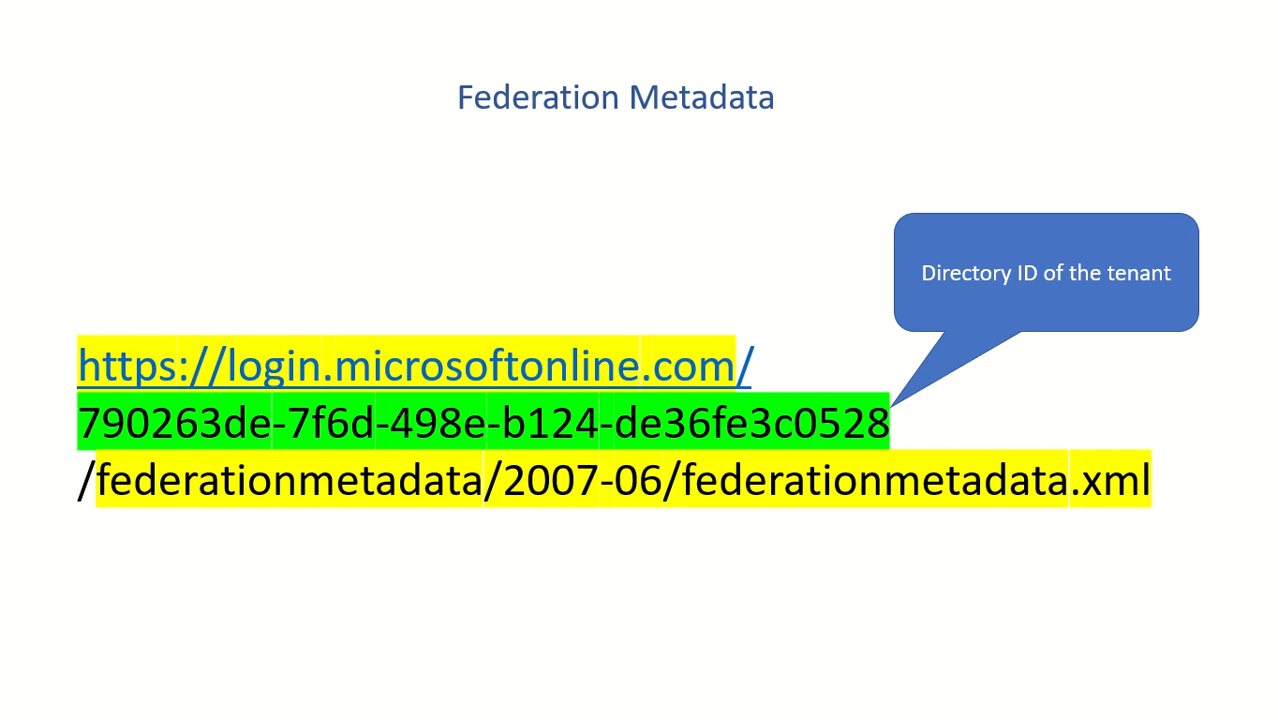 Federation Metadata
Directory ID of the tenant
https://login.microsoftonline.com/
790263de-7f6d-498e-b124-de36fe3c0528
/federationmetadata/2007-06/federationmetadata.xml